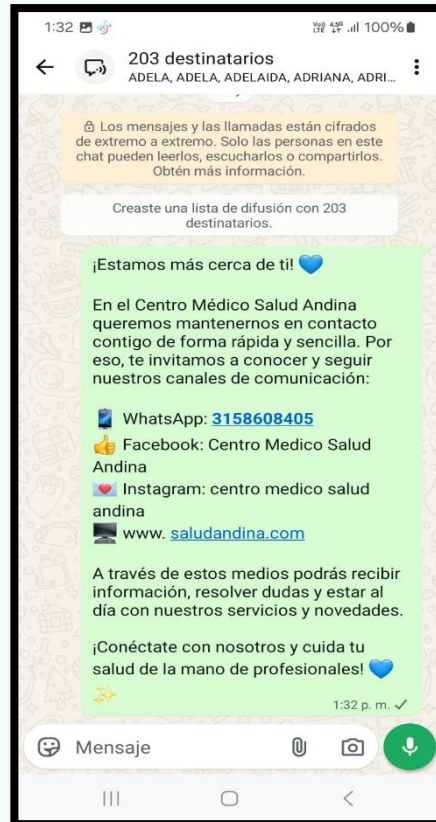 1:32
100%
203 destinatarios
ADELA, ADELA, ADELAIDA, ADRIANA, ADRI...
Los mensajes y las llamadas están cifrados
de extremo a extremo. Solo las personas en este
chat pueden leerlos, escucharlos o compartirlos.
Obtén más información.
Creaste una lista de difusión con 203
destinatarios.
¡Estamos más cerca de ti! 💙
En el Centro Médico Salud Andina
queremos mantenernos en contacto
contigo de forma rápida y sencilla. Por
eso, te invitamos a conocer y seguir
nuestros canales de comunicación:
📲 WhatsApp: 3158608405
👍 Facebook: Centro Medico Salud
Andina
💌 Instagram: centro medico salud
andina
🖥️ www. saludandina.com
A través de estos medios podrás recibir
información, resolver dudas y estar al
día con nuestros servicios y novedades.
¡Conéctate con nosotros y cuida tu
salud de la mano de profesionales! 💙
✨
1:32 p. m.
Mensaje